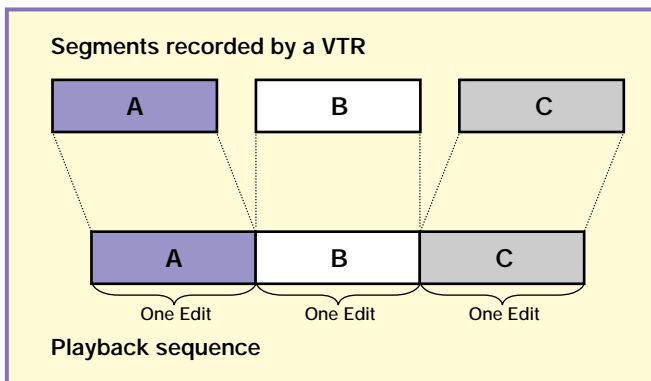 Segments recorded by a VTR
A B C
A B C
One Edit One Edit One Edit
Playback sequence